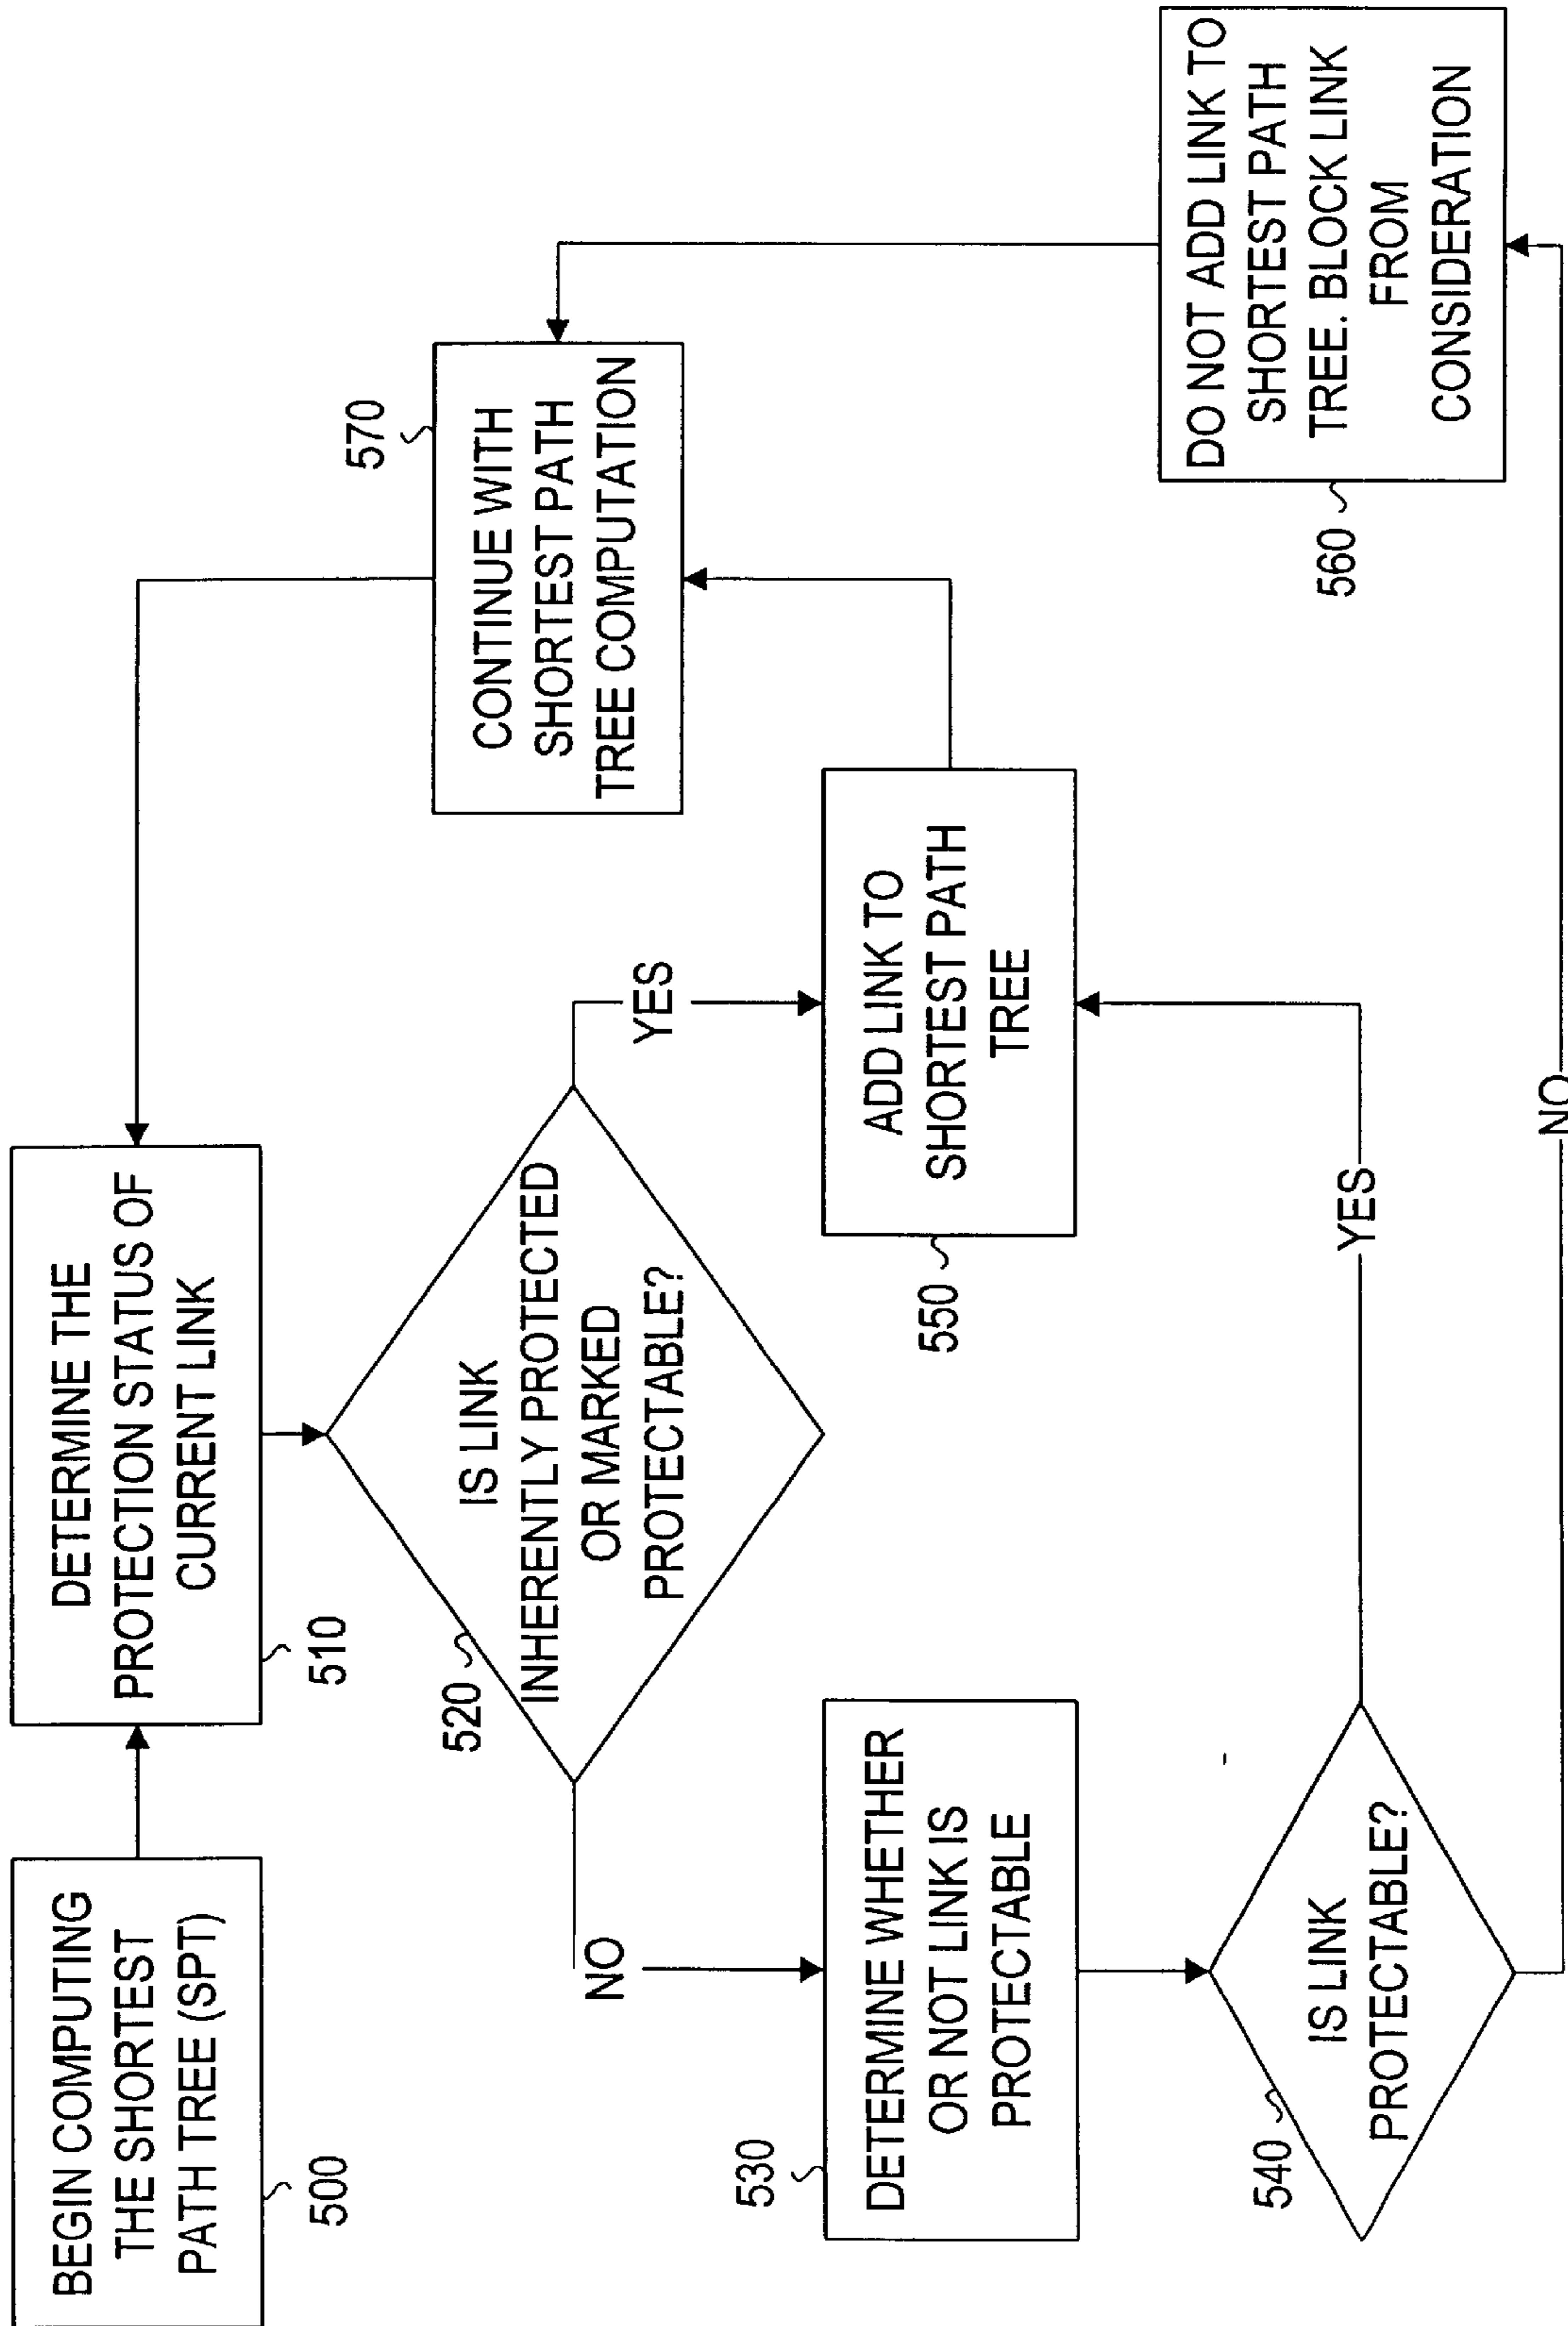 BEGIN COMPUTING
THE SHORTEST
PATH TREE (SPT)
500
DETERMINE THE
PROTECTION STATUS OF
CURRENT LINK
510
IS LINK
INHERENTLY PROTECTED
OR MARKED
PROTECTABLE?
520
NO
YES
DETERMINE WHETHER
OR NOT LINK IS
PROTECTABLE
530
IS LINK
PROTECTABLE?
540
YES
NO
ADD LINK TO
SHORTEST PATH
TREE
550
DO NOT ADD LINK TO
SHORTEST PATH
TREE. BLOCK LINK
FROM
CONSIDERATION
560
CONTINUE WITH
SHORTEST PATH
TREE COMPUTATION
570